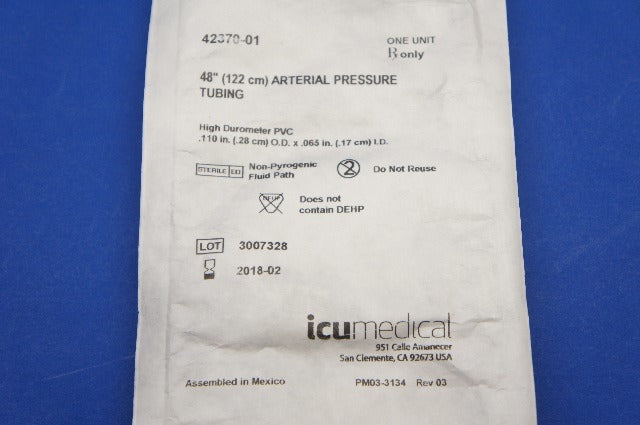 42370-01
ONE UNIT
℞ only
48" (122 cm) ARTERIAL PRESSURE
TUBING
High Durometer PVC
.110 in. (.28 cm) O.D. x .065 in. (.17 cm) I.D.
STERILE EO
Non-Pyrogenic
Fluid Path
2
Do Not Reuse
DEHP
Does not
contain DEHP
LOT 3007328
2018-02
icumedical
951 Calle Amanecer
San Clemente, CA 92673 USA
Assembled in Mexico
PM03-3134 Rev 03